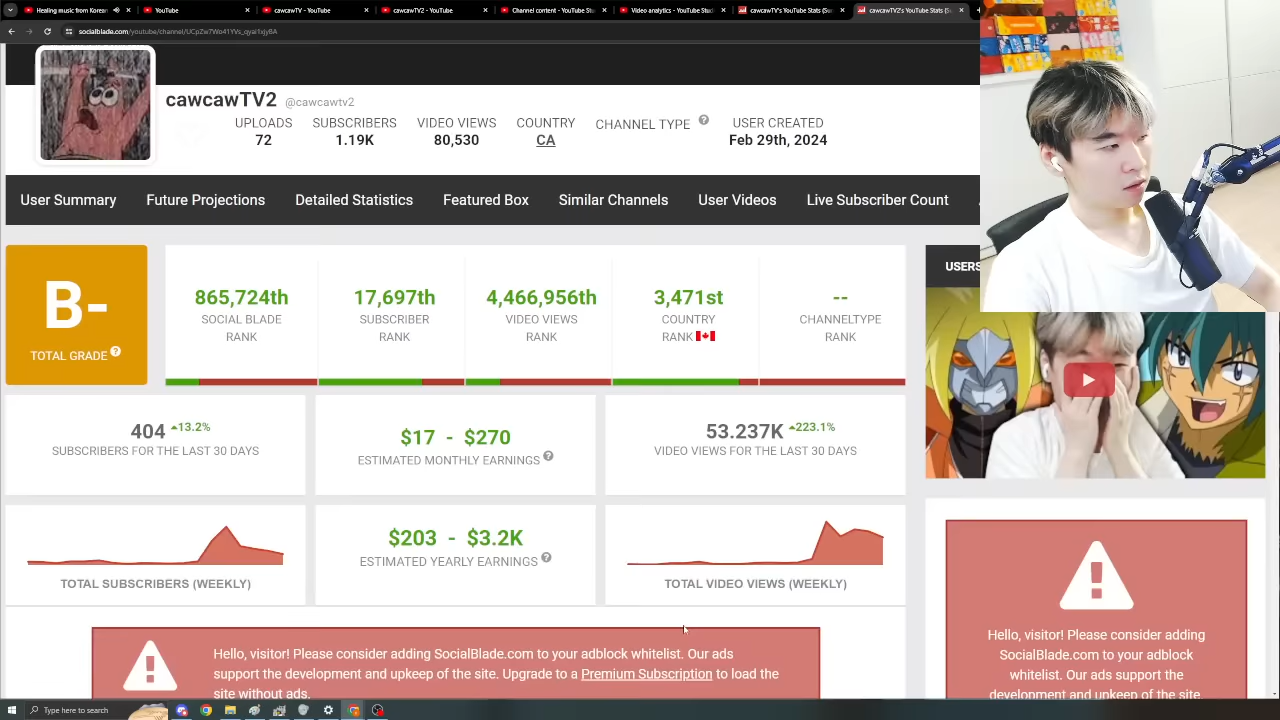 Healing music from Korean
YouTube
cawcawTV - YouTube
cawcawTV2 - YouTube
Channel content - YouTube Stu
Video analytics - YouTube Stu
cawcawTV's YouTube Stats (Su
cawcawTV2's YouTube Stats (S
cawcawTV2 @cawcawtv2
UPLOADS SUBSCRIBERS VIDEO VIEWS COUNTRY CHANNEL TYPE ? USER CREATED
72 1.19K 80,530 CA Feb 29th, 2024
User Summary Future Projections Detailed Statistics Featured Box Similar Channels User Videos Live Subscriber Count
B-
TOTAL GRADE ?
865,724th
SOCIAL BLADE
RANK
17,697th
SUBSCRIBER
RANK
4,466,956th
VIDEO VIEWS
RANK
3,471st
COUNTRY
RANK
--
CHANNELTYPE
RANK
USERS
404 13.2%
SUBSCRIBERS FOR THE LAST 30 DAYS
$17 - $270
ESTIMATED MONTHLY EARNINGS ?
53.237K 223.1%
VIDEO VIEWS FOR THE LAST 30 DAYS
TOTAL SUBSCRIBERS (WEEKLY)
$203 - $3.2K
ESTIMATED YEARLY EARNINGS ?
TOTAL VIDEO VIEWS (WEEKLY)
Hello, visitor! Please consider adding SocialBlade.com to your adblock whitelist. Our ads
support the development and upkeep of the site. Upgrade to a Premium Subscription to load the
site without ads.
Hello, visitor! Please consider adding
SocialBlade.com to your adblock
whitelist. Our ads support the
development and upkeep of the site.
Type here to search